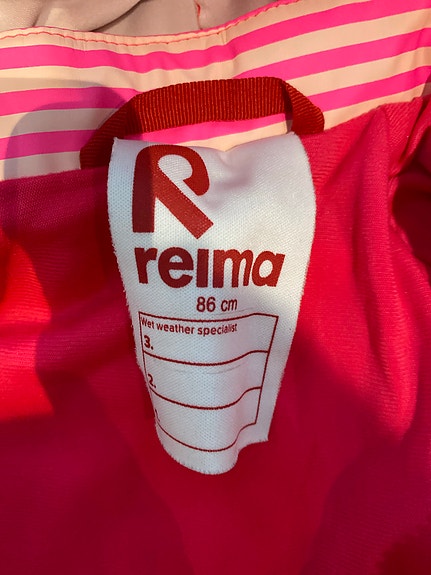 R
reima
86 cm
Wet weather specialist
3.
2.